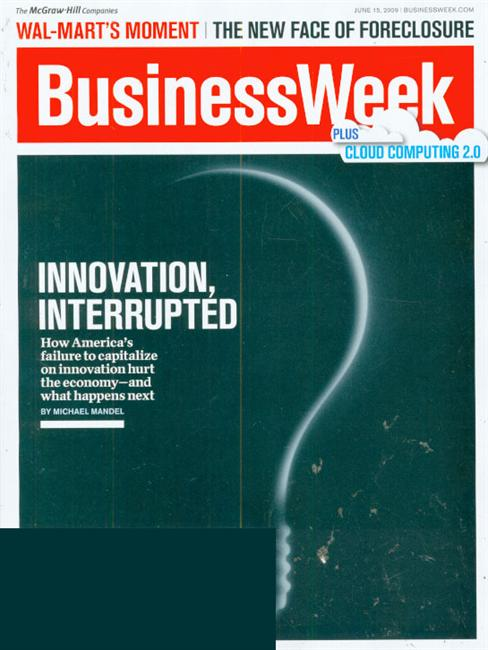 The McGraw-Hill Companies
JUNE 15, 2009 | BUSINESSWEEK.COM
WAL-MART'S MOMENT | THE NEW FACE OF FORECLOSURE
BusinessWeek
PLUS
CLOUD COMPUTING 2.0
INNOVATION,
INTERRUPTED
How America's
failure to capitalize
on innovation hurt
the economy—and
what happens next
BY MICHAEL MANDEL